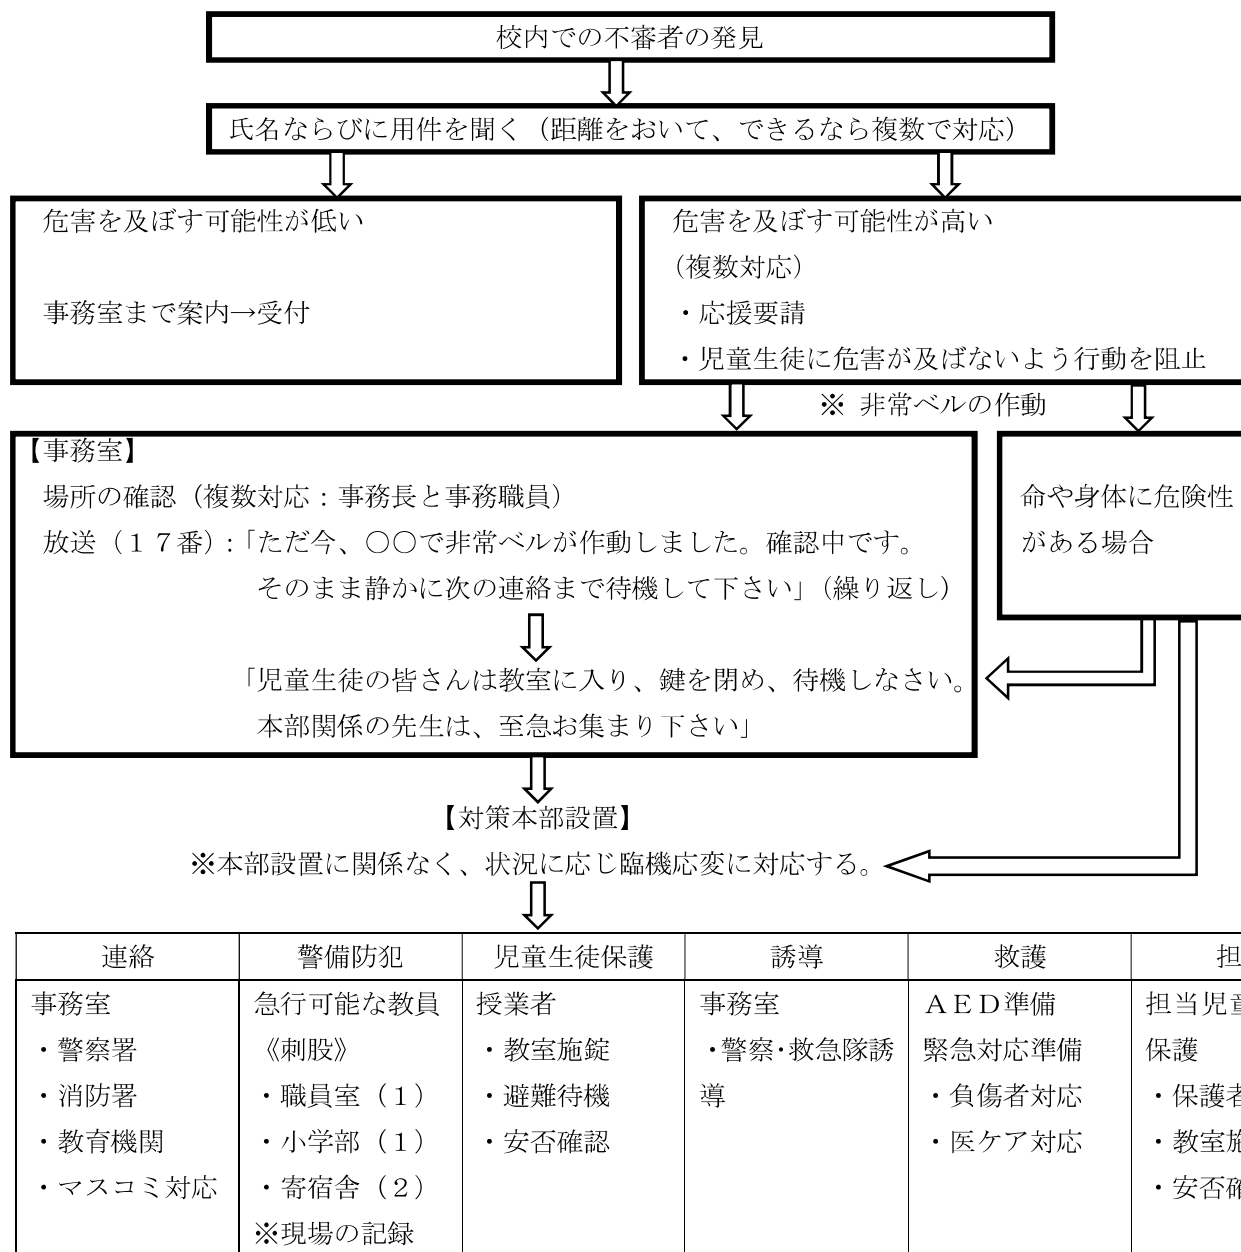 校内での不審者の発見
氏名ならびに用件を聞く（距離をおいて、できるなら複数で対応）
危害を及ぼす可能性が低い
事務室まで案内→受付
危害を及ぼす可能性が高い
（複数対応）
・応援要請
・児童生徒に危害が及ばないよう行動を阻止
※ 非常ベルの作動
【事務室】
場所の確認（複数対応：事務長と事務職員）
放送（１７番）：「ただ今、〇〇で非常ベルが作動しました。確認中です。
そのまま静かに次の連絡まで待機して下さい」（繰り返し）
「児童生徒の皆さんは教室に入り、鍵を閉め、待機しなさい。
本部関係の先生は、至急お集まり下さい」
命や身体に危険性
がある場合
【対策本部設置】
※本部設置に関係なく、状況に応じ臨機応変に対応する。
連絡
事務室
・警察署
・消防署
・教育機関
・マスコミ対応
警備防犯
急行可能な教員
《刺股》
・職員室（１）
・小学部（１）
・寄宿舎（２）
※現場の記録
児童生徒保護
授業者
・教室施錠
・避難待機
・安否確認
誘導
事務室
・警察・救急隊誘
導
救護
ＡＥＤ準備
緊急対応準備
・負傷者対応
・医ケア対応
担
担当児童
保護
・保護者
・教室施
・安否確